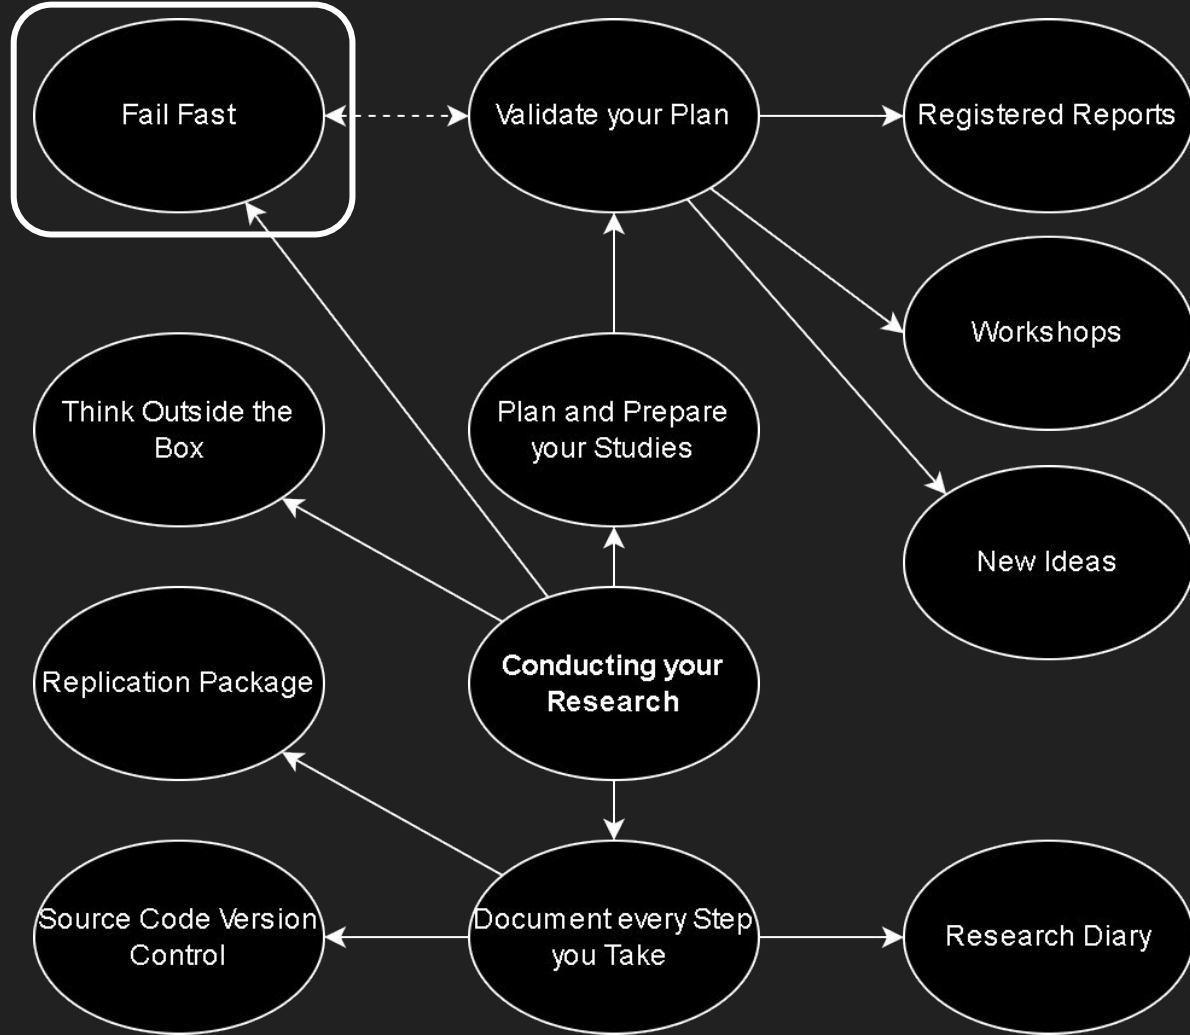 Fail Fast
Validate your Plan
Registered Reports
Workshops
Think Outside the
Box
Plan and Prepare
your Studies
New Ideas
Replication Package
Conducting your
Research
Source Code Version
Control
Document every Step
you Take
Research Diary